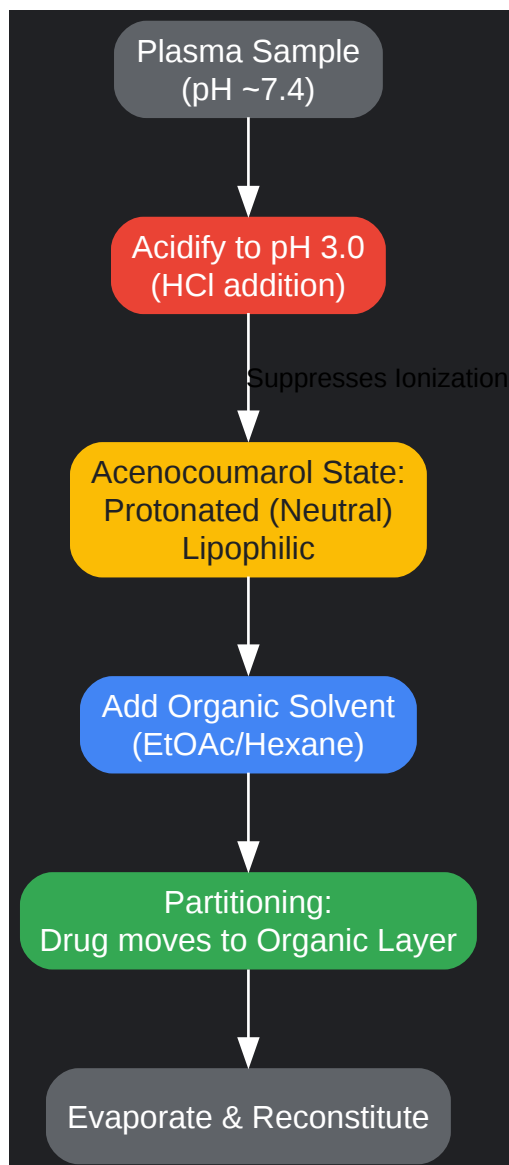 Plasma Sample
(pH ~7.4)
Acidify to pH 3.0
(HCl addition)
Suppresses Ionization
Acenocoumarol State:
Protonated (Neutral)
Lipophilic
Add Organic Solvent
(EtOAc/Hexane)
Partitioning:
Drug moves to Organic Layer
Evaporate & Reconstitute